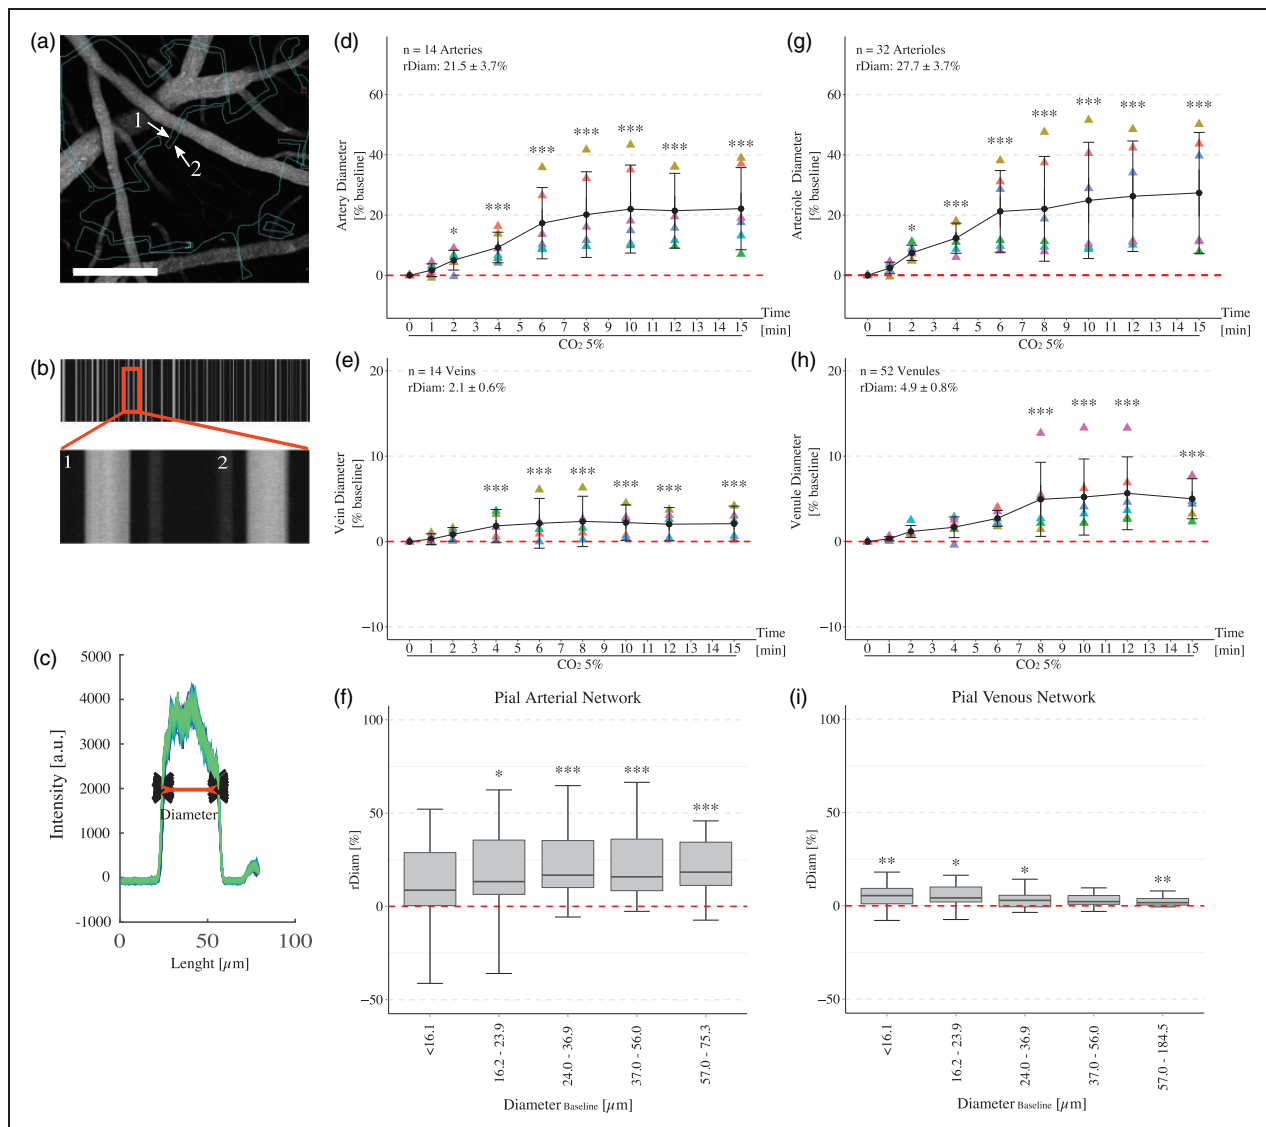 (a)
1
2
(b)
1
2
(c)
5000
4000
3000
2000
1000
0
-1000
Intensity [a.u.]
Diameter
0
50
100
Lenght [µm]
(d)
n = 14 Arteries
rDiam: 21.5 ± 3.7%
60
40
20
0
Artery Diameter
[% baseline]
*
***
***
***
***
***
***
0 1 2 3 4 5 6 7 8 9 10 11 12 13 14 15
Time
[min]
CO2 5%
(e)
n = 14 Veins
rDiam: 2.1 ± 0.6%
20
10
0
−10
Vein Diameter
[% baseline]
***
***
***
***
***
***
0 1 2 3 4 5 6 7 8 9 10 11 12 13 14 15
Time
[min]
CO2 5%
(f)
Pial Arterial Network
100
50
0
−50
rDiam [%]
*
***
***
***
<16.1
16.2 - 23.9
24.0 - 36.9
37.0 - 56.0
57.0 - 75.3
Diameter Baseline [µm]
(g)
n = 32 Arterioles
rDiam: 27.7 ± 3.7%
60
40
20
0
Arteriole Diameter
[% baseline]
*
***
***
***
***
***
***
0 1 2 3 4 5 6 7 8 9 10 11 12 13 14 15
Time
[min]
CO2 5%
(h)
n = 52 Venules
rDiam: 4.9 ± 0.8%
20
10
0
−10
Venule Diameter
[% baseline]
***
***
***
***
0 1 2 3 4 5 6 7 8 9 10 11 12 13 14 15
Time
[min]
CO2 5%
(i)
Pial Venous Network
100
50
0
−50
rDiam [%]
**
*
*
**
<16.1
16.2 - 23.9
24.0 - 36.9
37.0 - 56.0
57.0 - 184.5
Diameter Baseline [µm]